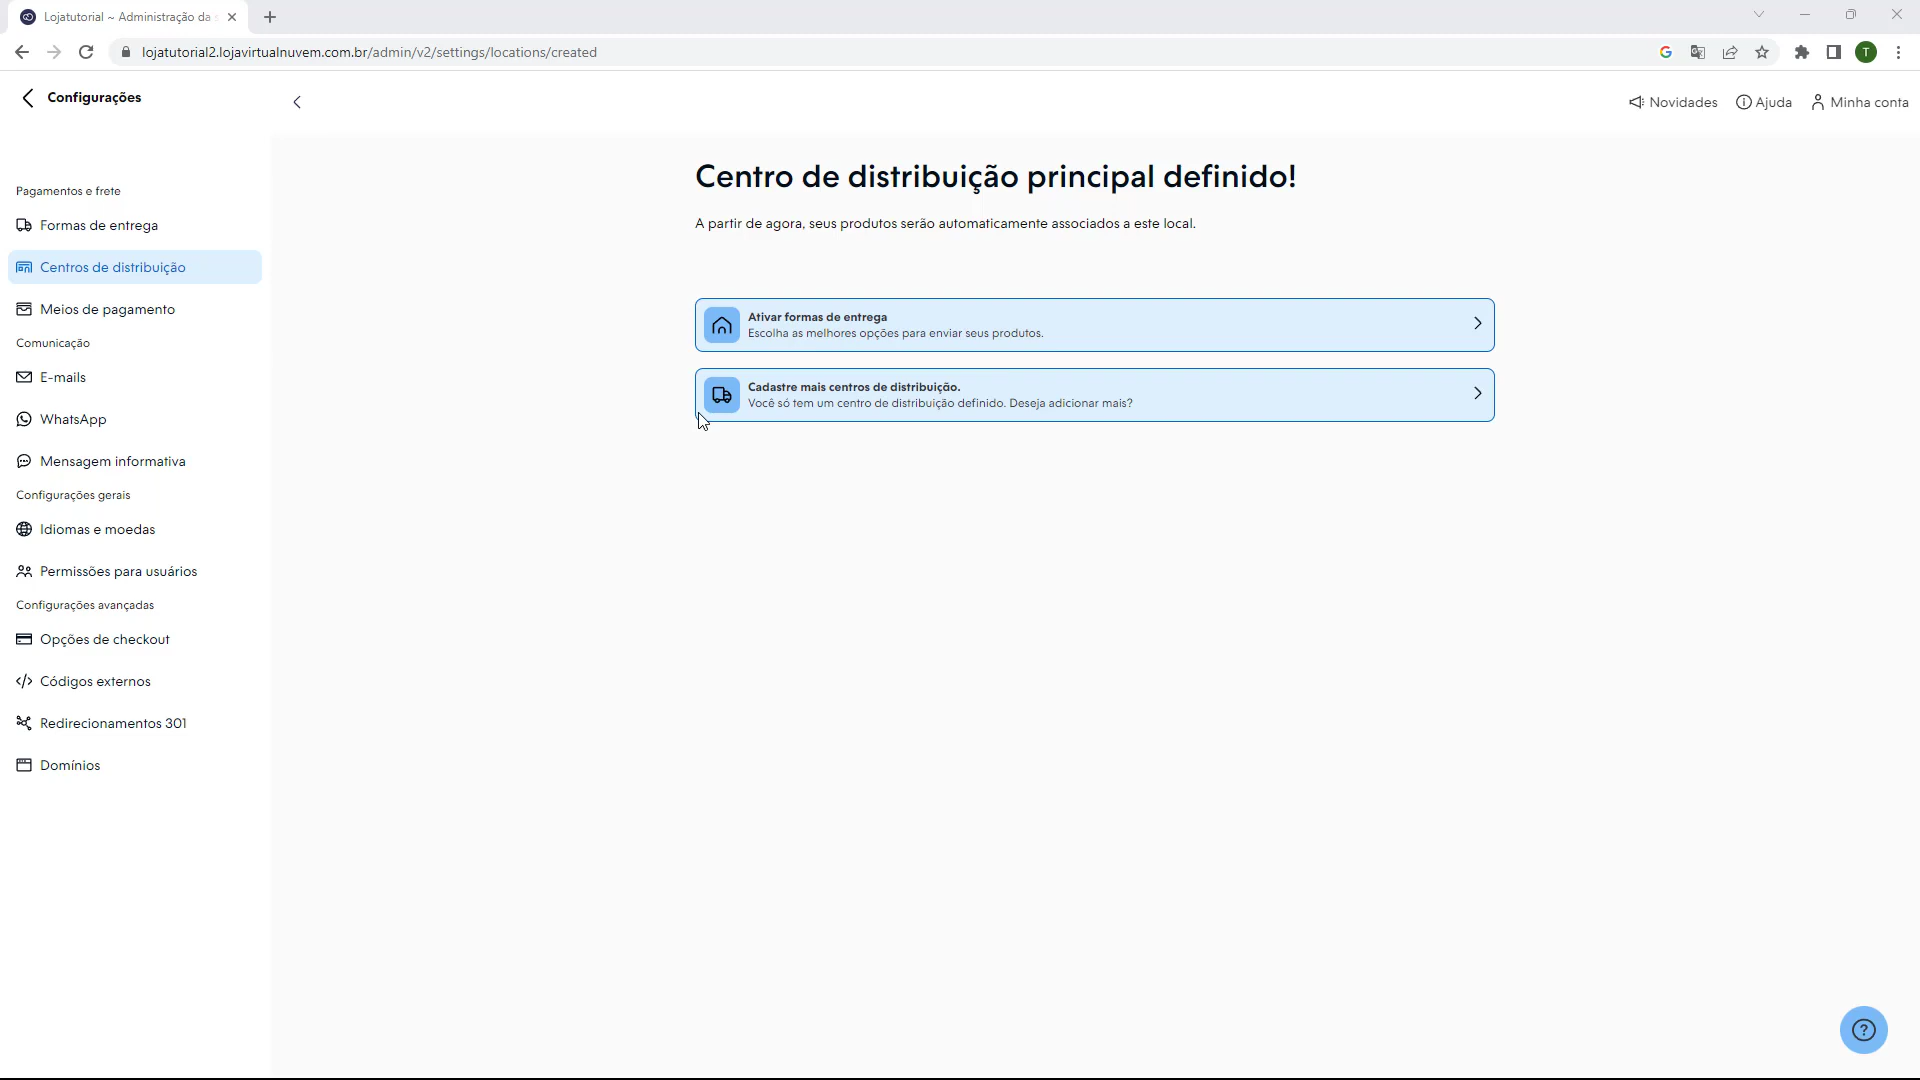 Lojatutorial ~ Administração da s
lojatutorial2.lojavirtualnuvem.com.br/admin/v2/settings/locations/created
T
Configurações
Novidades
Ajuda
Minha conta
Pagamentos e frete
Formas de entrega
Centros de distribuição
Meios de pagamento
Comunicação
E-mails
WhatsApp
Mensagem informativa
Configurações gerais
Idiomas e moedas
Permissões para usuários
Configurações avançadas
Opções de checkout
Códigos externos
Redirecionamentos 301
Domínios
Centro de distribuição principal definido!
A partir de agora, seus produtos serão automaticamente associados a este local.
Ativar formas de entrega
Escolha as melhores opções para enviar seus produtos.
Cadastre mais centros de distribuição.
Você só tem um centro de distribuição definido. Deseja adicionar mais?